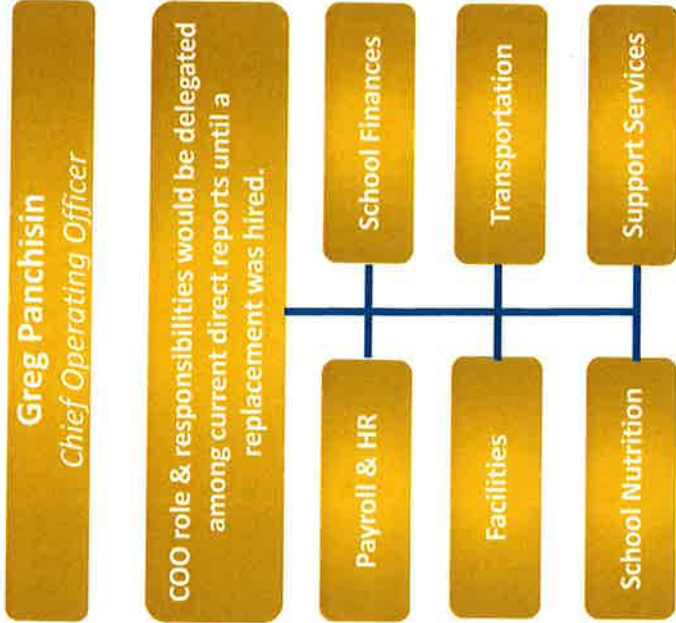 Greg Panchisin
Chief Operating Officer
COO role & responsibilities would be delegated
among current direct reports until a
replacement was hired.
Payroll & HR
School Finances
Facilities
Transportation
School Nutrition
Support Services